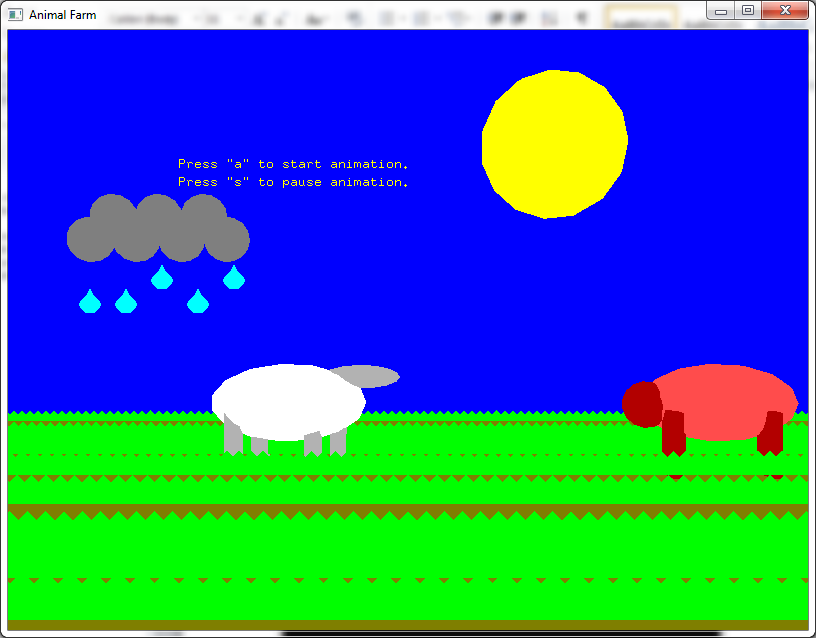 Animal Farm
Press "a" to start animation.
Press "s" to pause animation.